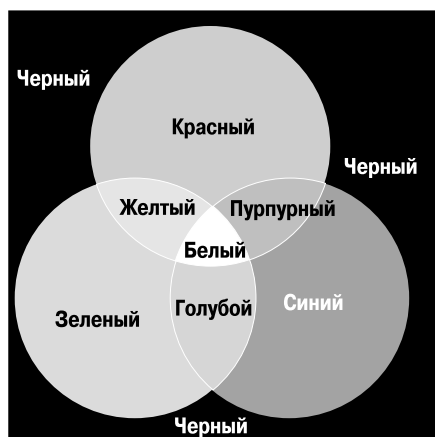 Черный
Красный
Черный
Желтый
Пурпурный
Белый
Зеленый
Голубой
Синий
Черный